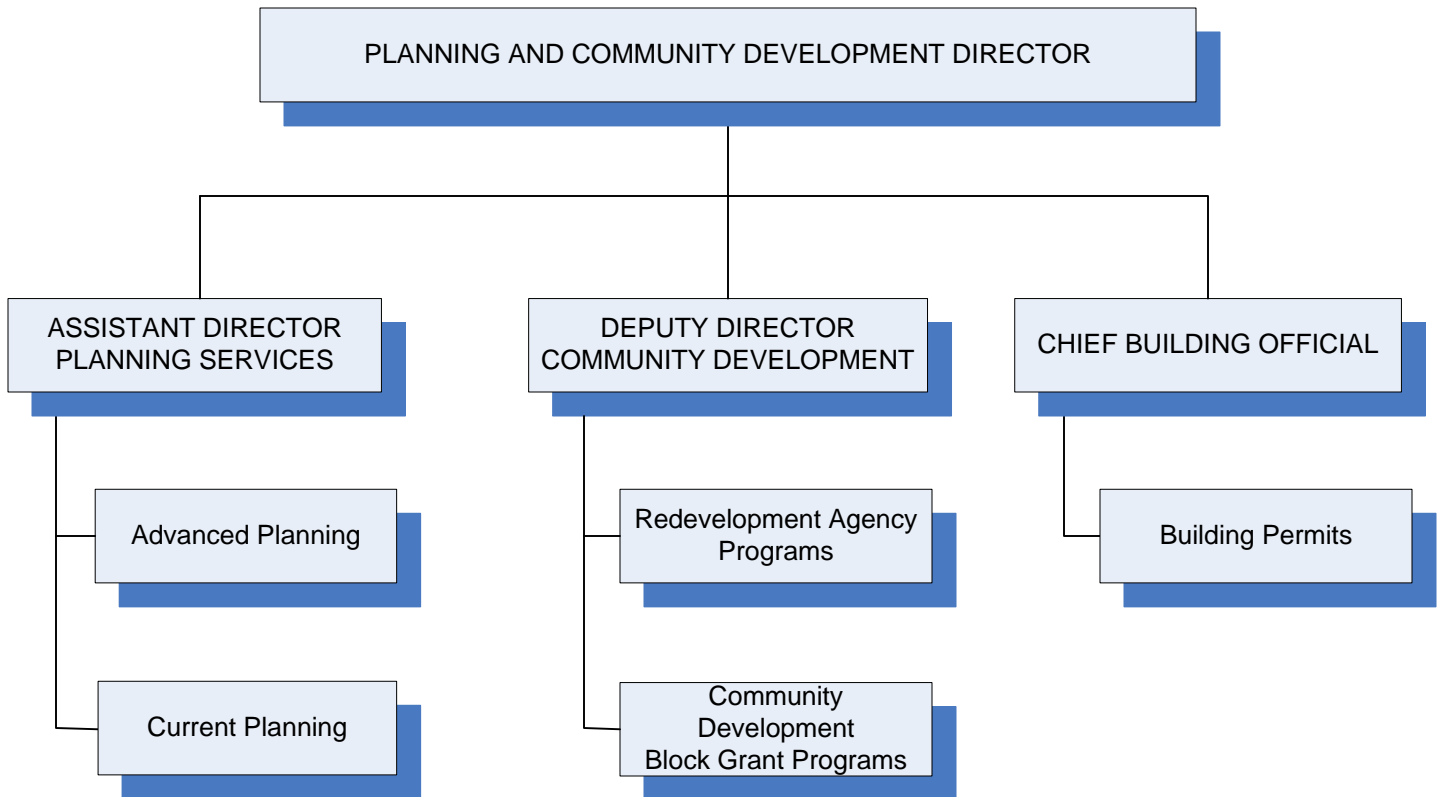 PLANNING AND COMMUNITY DEVELOPMENT DIRECTOR
ASSISTANT DIRECTOR
PLANNING SERVICES
DEPUTY DIRECTOR
COMMUNITY DEVELOPMENT
CHIEF BUILDING OFFICIAL
Advanced Planning
Redevelopment Agency
Programs
Building Permits
Current Planning
Community
Development
Block Grant Programs